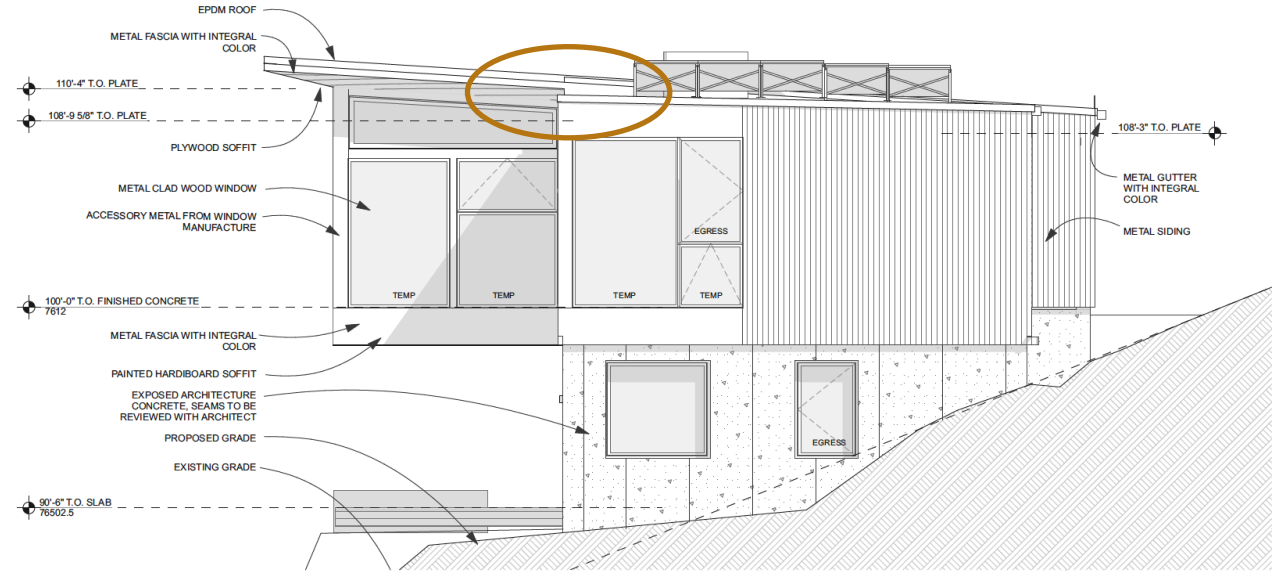 EPDM ROOF
METAL FASCIA WITH INTEGRAL
COLOR
110'-4" T.O. PLATE
108'-9 5/8" T.O. PLATE
PLYWOOD SOFFIT
METAL CLAD WOOD WINDOW
ACCESSORY METAL FROM WINDOW
MANUFACTURE
100'-0" T.O. FINISHED CONCRETE
7612
METAL FASCIA WITH INTEGRAL
COLOR
PAINTED HARDIBOARD SOFFIT
EXPOSED ARCHITECTURE
CONCRETE, SEAMS TO BE
REVIEWED WITH ARCHITECT
PROPOSED GRADE
EXISTING GRADE
90'-6" T.O. SLAB
76502.5
TEMP
TEMP
TEMP
EGRESS
TEMP
EGRESS
108'-3" T.O. PLATE
METAL GUTTER
WITH INTEGRAL
COLOR
METAL SIDING